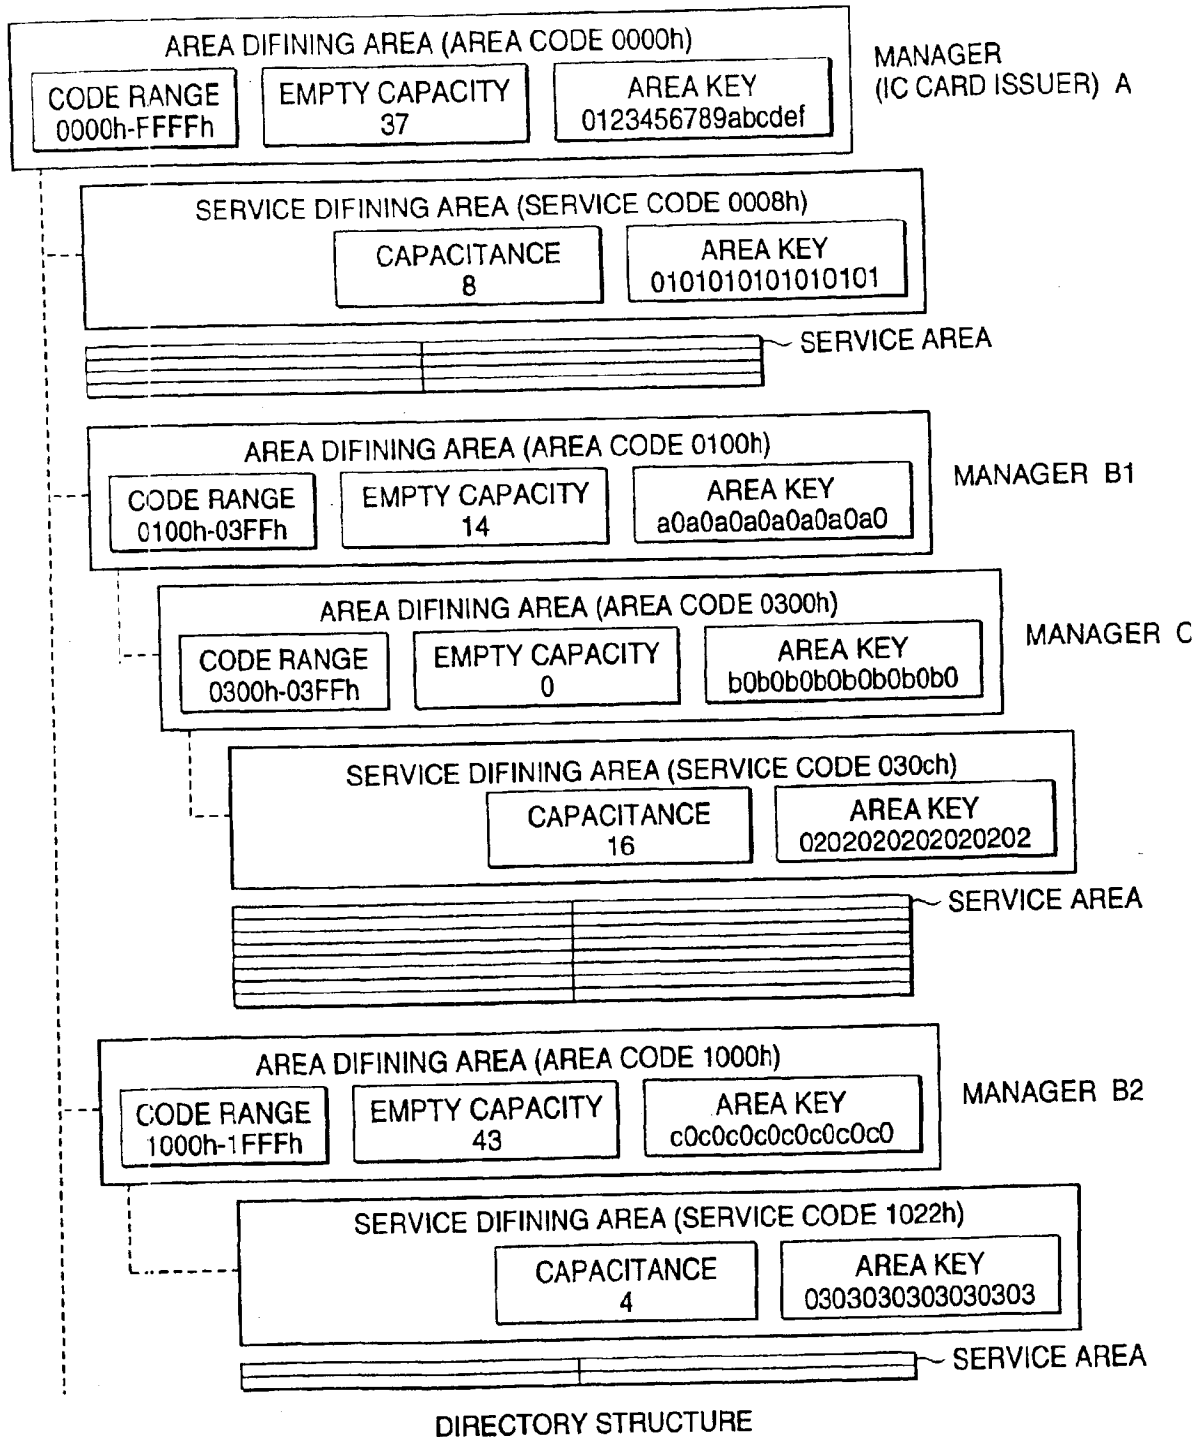 AREA DIFINING AREA (AREA CODE 0000h)
CODE RANGE
0000h-FFFFh
EMPTY CAPACITY
37
AREA KEY
0123456789abcdef
MANAGER
(IC CARD ISSUER) A
SERVICE DIFINING AREA (SERVICE CODE 0008h)
CAPACITANCE
8
AREA KEY
0101010101010101
SERVICE AREA
AREA DIFINING AREA (AREA CODE 0100h)
CODE RANGE
0100h-03FFh
EMPTY CAPACITY
14
AREA KEY
a0a0a0a0a0a0a0a0
MANAGER B1
AREA DIFINING AREA (AREA CODE 0300h)
CODE RANGE
0300h-03FFh
EMPTY CAPACITY
0
AREA KEY
b0b0b0b0b0b0b0b0
MANAGER C
SERVICE DIFINING AREA (SERVICE CODE 030ch)
CAPACITANCE
16
AREA KEY
0202020202020202
SERVICE AREA
AREA DIFINING AREA (AREA CODE 1000h)
CODE RANGE
1000h-1FFFh
EMPTY CAPACITY
43
AREA KEY
c0c0c0c0c0c0c0c0
MANAGER B2
SERVICE DIFINING AREA (SERVICE CODE 1022h)
CAPACITANCE
4
AREA KEY
0303030303030303
SERVICE AREA
DIRECTORY STRUCTURE